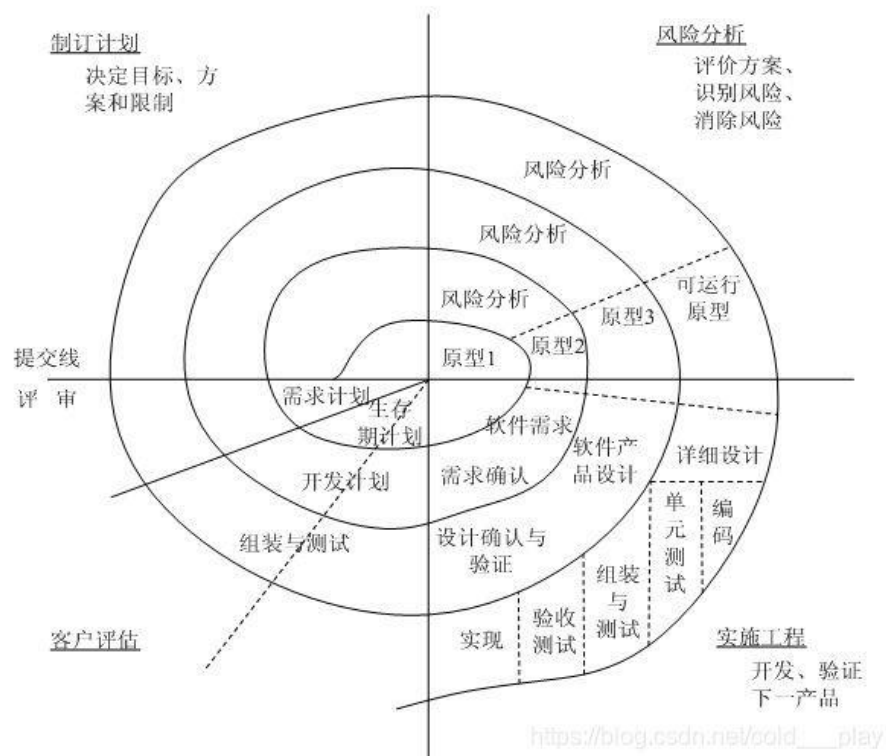 制订计划
决定目标、方
案和限制
风险分析
评价方案、
识别风险、
消除风险
风险分析
风险分析
风险分析
可运行
原型
原型3
原型2
原型1
提交线
评 审
需求计划
生存
期计划
软件需求
软件产
品设计
详细设计
开发计划
需求确认
组装与测试
设计确认与
验证
单
元
测
试
编
码
组装
与
测试
验收
测试
实现
客户评估
实施工程
开发、验证
下一产品
https://blog.csdn.net/cold___play